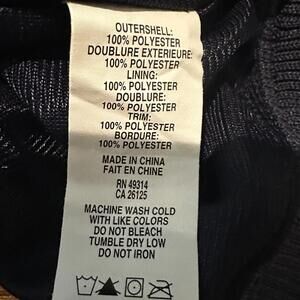 OUTERSHELL:
100% POLYESTER
DOUBLURE EXTERIEURE:
100% POLYESTER
LINING:
100% POLYESTER
DOUBLURE:
100% POLYESTER
TRIM:
100% POLYESTER
BORDURE:
100% POLYESTER
MADE IN CHINA
FAIT EN CHINE
RN 49314
CA 26125
MACHINE WASH COLD
WITH LIKE COLORS
DO NOT BLEACH
TUMBLE DRY LOW
DO NOT IRON